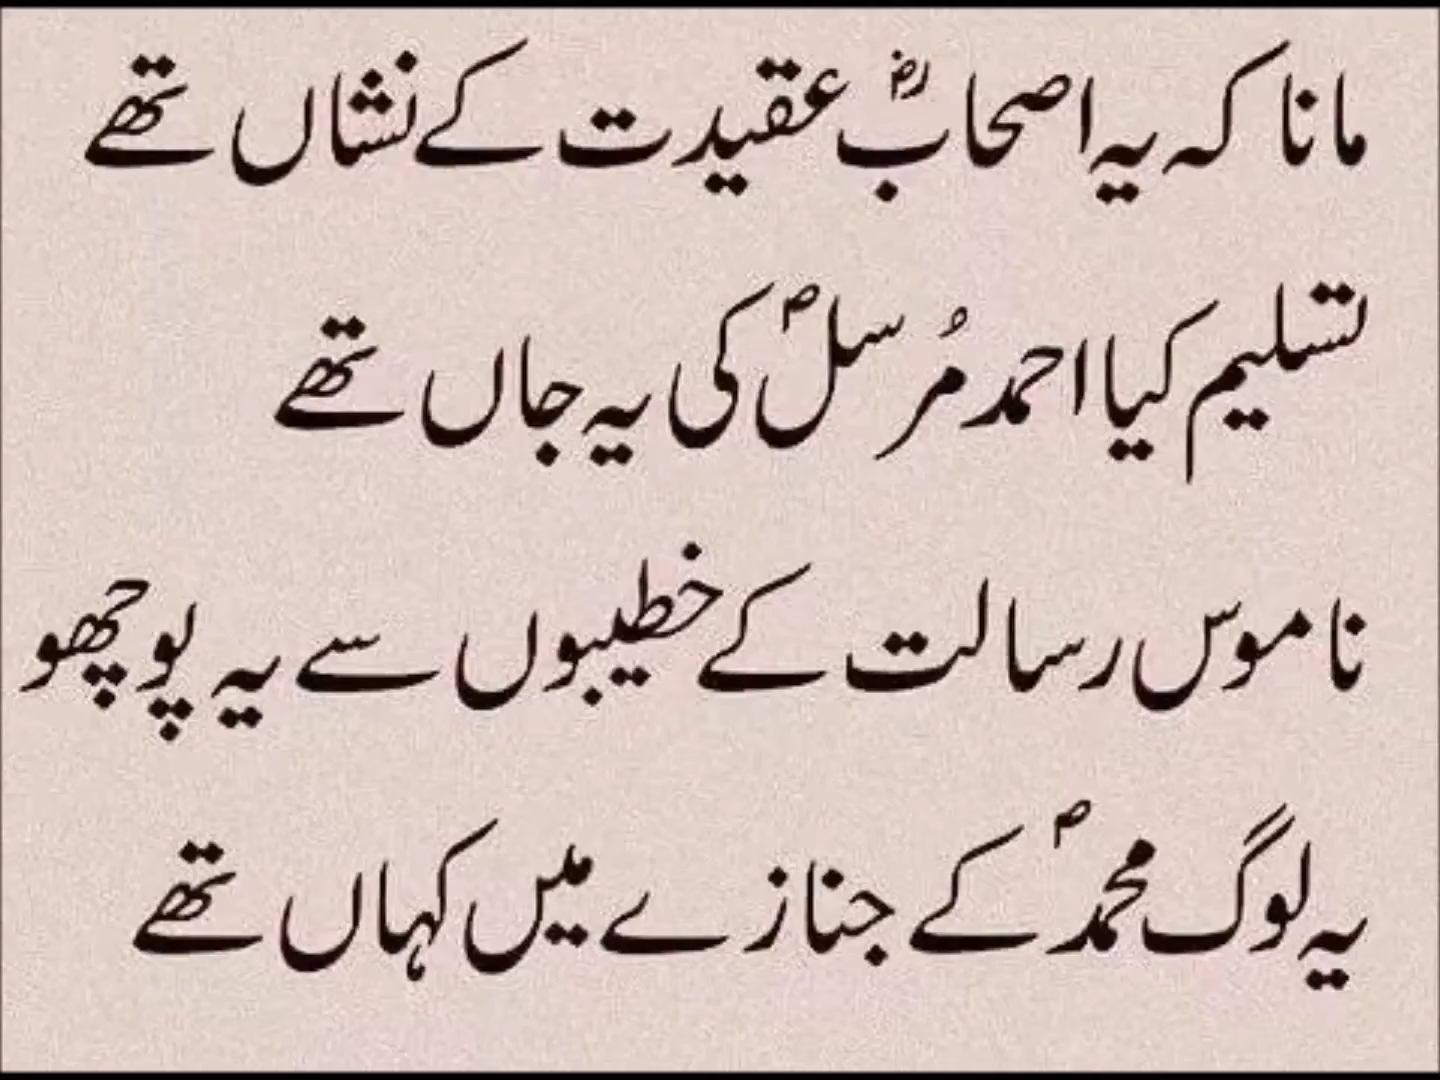 مانا کہ یہ اصحابؓ عقیدت کے نشاں تھے
تسلیم کیا احمد مُرسلؐ کی یہ جاں تھے
ناموس رسالت کے خطیبوں سے یہ پوچھو
یہ لوگ محمدؐ کے جنازے میں کہاں تھے